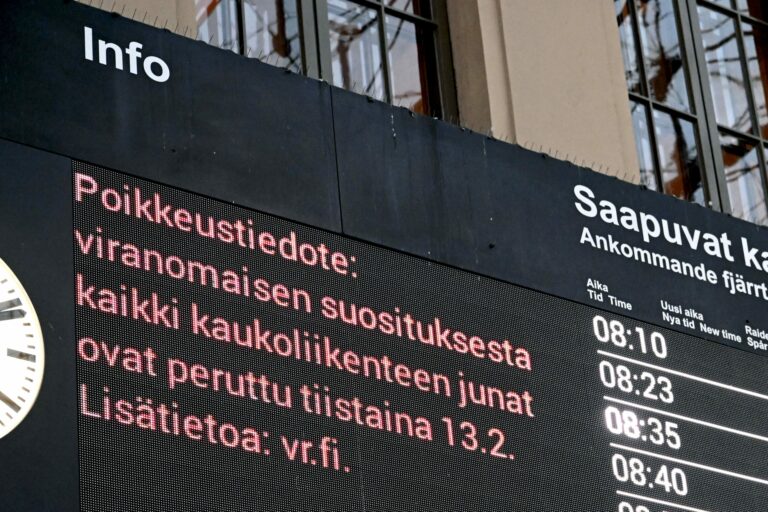 Info
Poikkeustiedote:
viranomaisen suosituksesta
kaikki kaukoliikenteen junat
ovat peruttu tiistaina 13.2.
Lisätietoa: vr.fi.
Saapuvat
Ankommande
Aika
Tid Time
Uusi aika
Nya tid New time
08:10
08:23
08:35
08:40